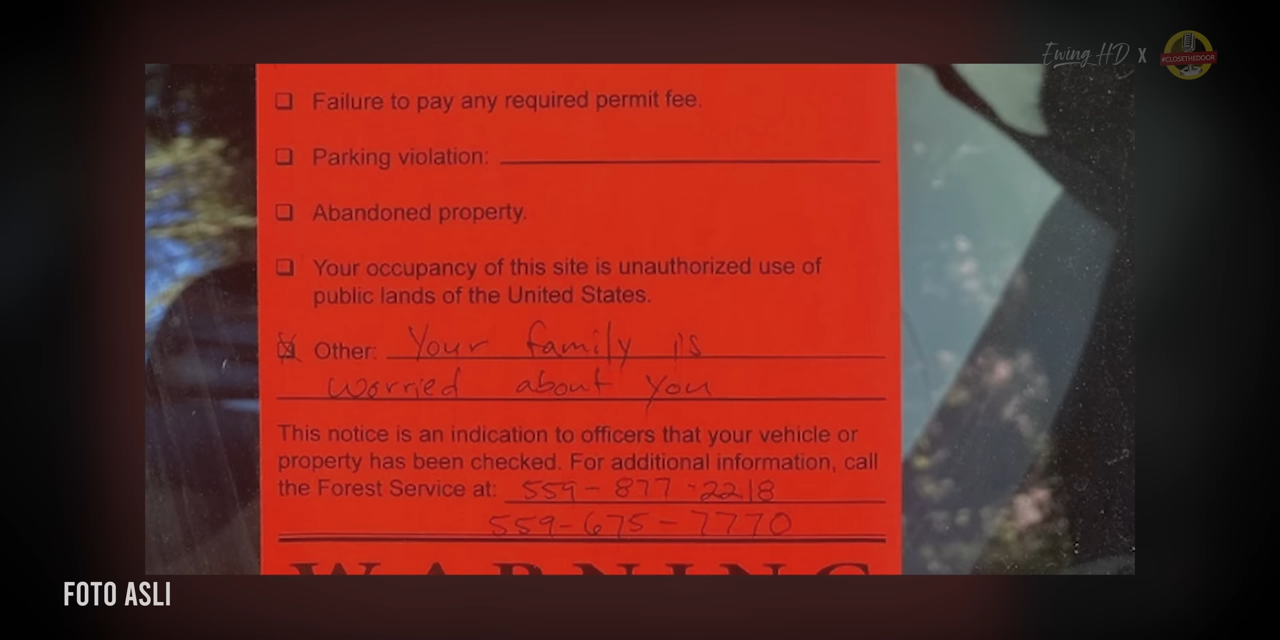 Ewing HD X
#CLOSETHEDOOR
Failure to pay any required permit fee.
Parking violation:
Abandoned property.
Your occupancy of this site is unauthorized use of
public lands of the United States.
Other: Your family is
worried about you
This notice is an indication to officers that your vehicle or
property has been checked. For additional information, call
the Forest Service at: 559-877-2218
559-675-7770
WARNING
FOTO ASLI